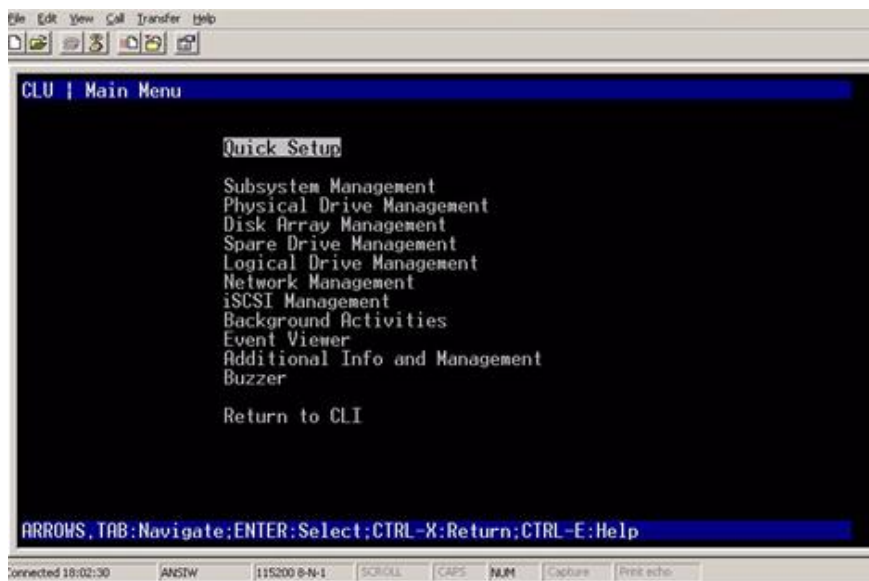 File Edit View Call Transfer Help
CLU | Main Menu
Quick Setup
Subsystem Management
Physical Drive Management
Disk Array Management
Spare Drive Management
Logical Drive Management
Network Management
iSCSI Management
Background Activities
Event Viewer
Additional Info and Management
Buzzer
Return to CLI
ARROWS,TAB:Navigate;ENTER:Select;CTRL-X:Return;CTRL-E:Help
Connected 18:02:30 ANSIW 115200 8-N-1 SCROLL CAPS NUM Capture Print echo